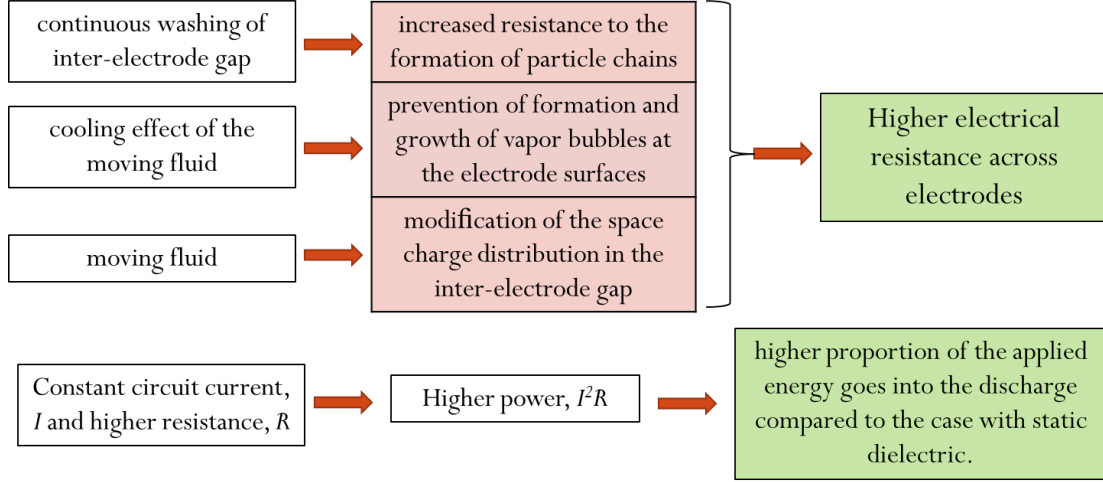 continuous washing of
inter-electrode gap
increased resistance to the
formation of particle chains
cooling effect of the
moving fluid
prevention of formation and
growth of vapor bubbles at
the electrode surfaces
moving fluid
modification of the space
charge distribution in the
inter-electrode gap
Higher electrical
resistance across
electrodes
Constant circuit current,
I and higher resistance, R
Higher power, I²R
higher proportion of the applied
energy goes into the discharge
compared to the case with static
dielectric.